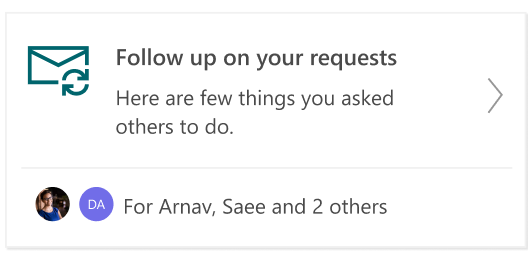 Follow up on your requests
Here are few things you asked
others to do.
DA
For Arnav, Saee and 2 others